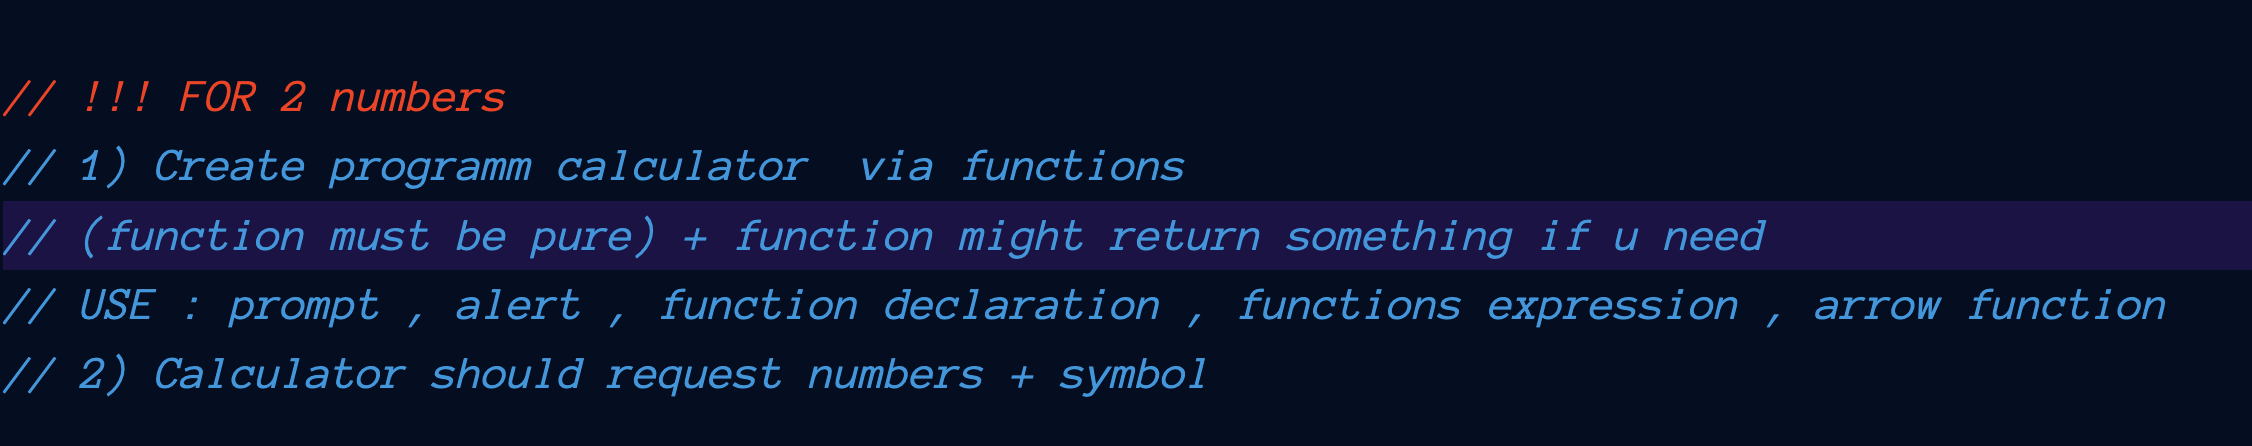 // !!! FOR 2 numbers
// 1) Create programm calculator  via functions
// (function must be pure) + function might return something if u need
// USE : prompt , alert , function declaration , functions expression , arrow function
// 2) Calculator should request numbers + symbol